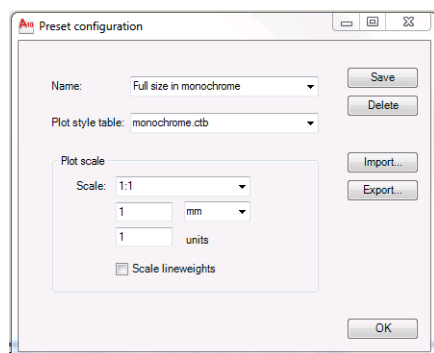 A10 Preset configuration
Name: Full size in monochrome Save
Delete
Plot style table: monochrome.ctb
Plot scale Import...
Scale: 1:1 Export...
1 mm
1 units
Scale lineweights
OK